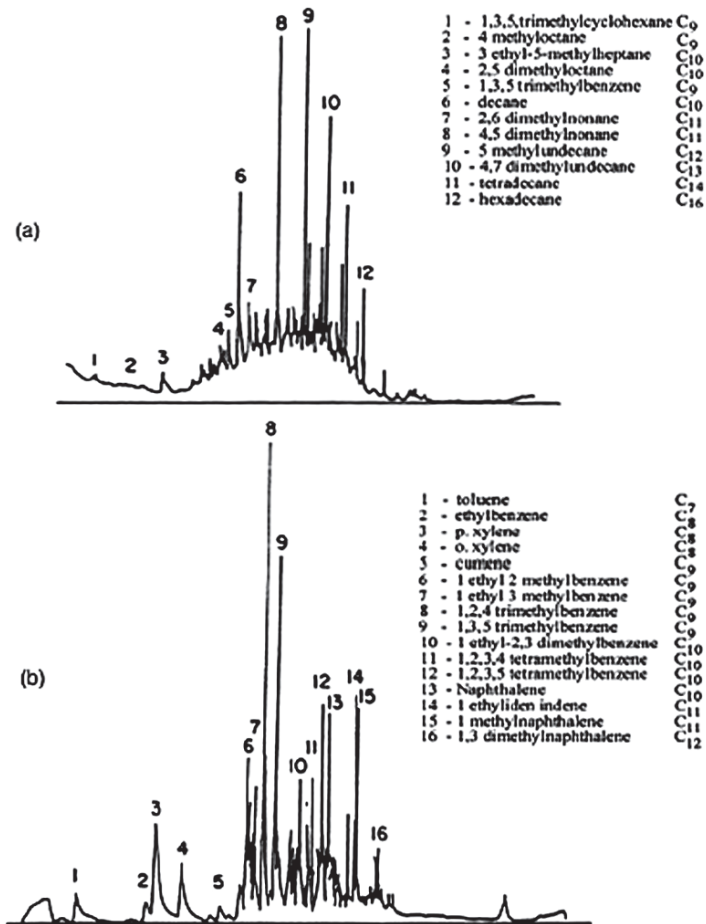 1 - 1,3,5,trimethylcyclohexane C9
2 - 4 methyloctane C9
3 - 3 ethyl-5-methylheptane C10
4 - 2,5 dimethyloctane C10
5 - 1,3,5 trimethylbenzene C9
6 - decane C10
7 - 2,6 dimethylnonane C11
8 - 4,5 dimethylnonane C11
9 - 5 methylundecane C12
10 - 4,7 dimethylundecane C13
11 - tetradecane C14
12 - hexadecane C16
(a)
1
2
3
4
5
6
7
8
9
10
11
12
1 - toluene C7
2 - ethylbenzene C8
3 - p. xylene C8
4 - o. xylene C8
5 - cumene C9
6 - 1 ethyl 2 methylbenzene C9
7 - 1 ethyl 3 methylbenzene C9
8 - 1,2,4 trimethylbenzene C9
9 - 1,3,5 trimethylbenzene C9
10 - 1 ethyl-2,3 dimethylbenzene C10
11 - 1,2,3,4 tetramethylbenzene C10
12 - 1,2,3,5 tetramethylbenzene C10
13 - Naphthalene C10
14 - 1 ethyliden indene C11
15 - 1 methylnaphthalene C11
16 - 1,3 dimethylnaphthalene C12
(b)
1
2
3
4
5
6
7
8
9
10
11
12
13
14
15
16